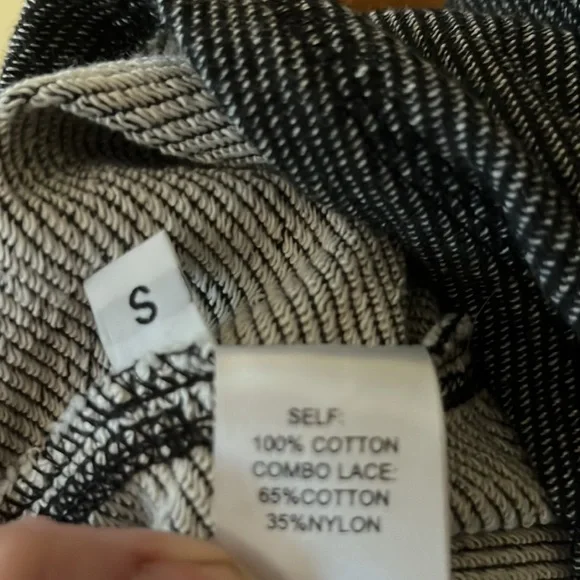 S
SELF:
100% COTTON
COMBO LACE:
65%COTTON
35%NYLON